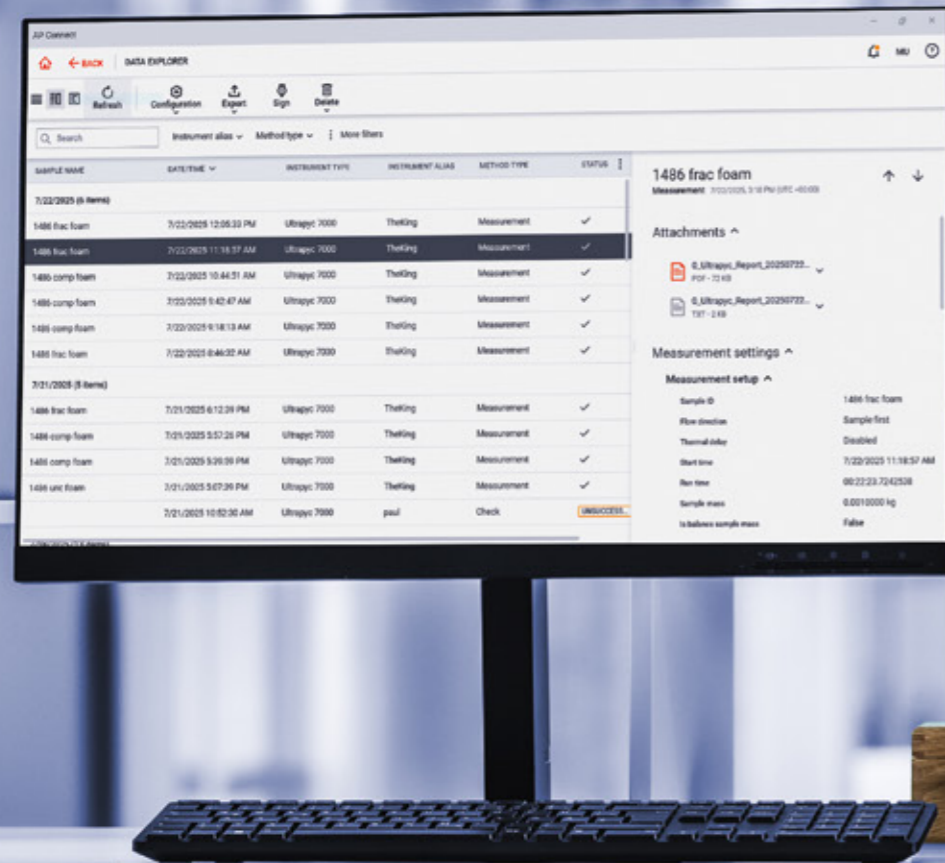 AP Connect
BACK DATA EXPLORER MU
Refresh Configuration Export Sign Delete
Search Instrument alias Method type More filters
SAMPLE NAME DATE/TIME INSTRUMENT TYPE INSTRUMENT ALIAS METHOD TYPE STATUS
7/22/2025 (6 items)
1486 frac foam 7/22/2025 12:05:33 PM Ultrapyc 7000 TheKing Measurement
1486 frac foam 7/22/2025 11:18:57 AM Ultrapyc 7000 TheKing Measurement
1486 comp foam 7/22/2025 10:44:51 AM Ultrapyc 7000 TheKing Measurement
1486 comp foam 7/22/2025 9:42:47 AM Ultrapyc 7000 TheKing Measurement
1486 comp foam 7/22/2025 9:18:13 AM Ultrapyc 7000 TheKing Measurement
1486 frac foam 7/22/2025 8:46:32 AM Ultrapyc 7000 TheKing Measurement
7/21/2025 (5 items)
1486 frac foam 7/21/2025 6:12:39 PM Ultrapyc 7000 TheKing Measurement
1486 comp foam 7/21/2025 5:57:26 PM Ultrapyc 7000 TheKing Measurement
1486 comp foam 7/21/2025 5:39:59 PM Ultrapyc 7000 TheKing Measurement
1486 unc foam 7/21/2025 5:07:39 PM Ultrapyc 7000 TheKing Measurement
7/21/2025 10:52:30 AM Ultrapyc 7000 paul Check UNSUCCESS...
1486 frac foam
Measurement 7/22/2025, 3:18 PM (UTC +00:00)
Attachments
0_Ultrapyc_Report_20250722...
PDF - 72 KB
0_Ultrapyc_Report_20250722...
TXT - 2 KB
Measurement settings
Measurement setup
Sample ID 1486 frac foam
Flow direction Sample first
Thermal delay Disabled
Start time 7/22/2025 11:18:57 AM
Run time 00:22:23.7242528
Sample mass 0.0010000 kg
Is balance sample mass False